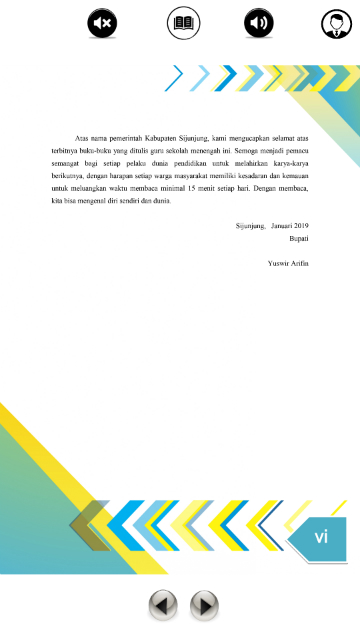 Atas nama pemerintah Kabupaten Sijunjung, kami mengucapkan selamat atas
terbitnya buku-buku yang ditulis guru sekolah menengah ini. Semoga menjadi pemacu
semangat bagi setiap pelaku dunia pendidikan untuk melahirkan karya-karya
berikutnya, dengan harapan setiap warga masyarakat memiliki kesadaran dan kemauan
untuk meluangkan waktu membaca minimal 15 menit setiap hari. Dengan membaca,
kita bisa mengenal diri sendiri dan dunia.
Sijunjung, Januari 2019
Bupati
Yuswir Arifin
vi